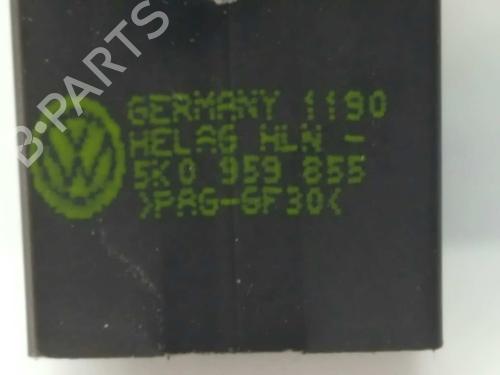 GERMANY 1190
HELAG HLN -
5K0 959 855
>PAG-GF30<
B-PARTS